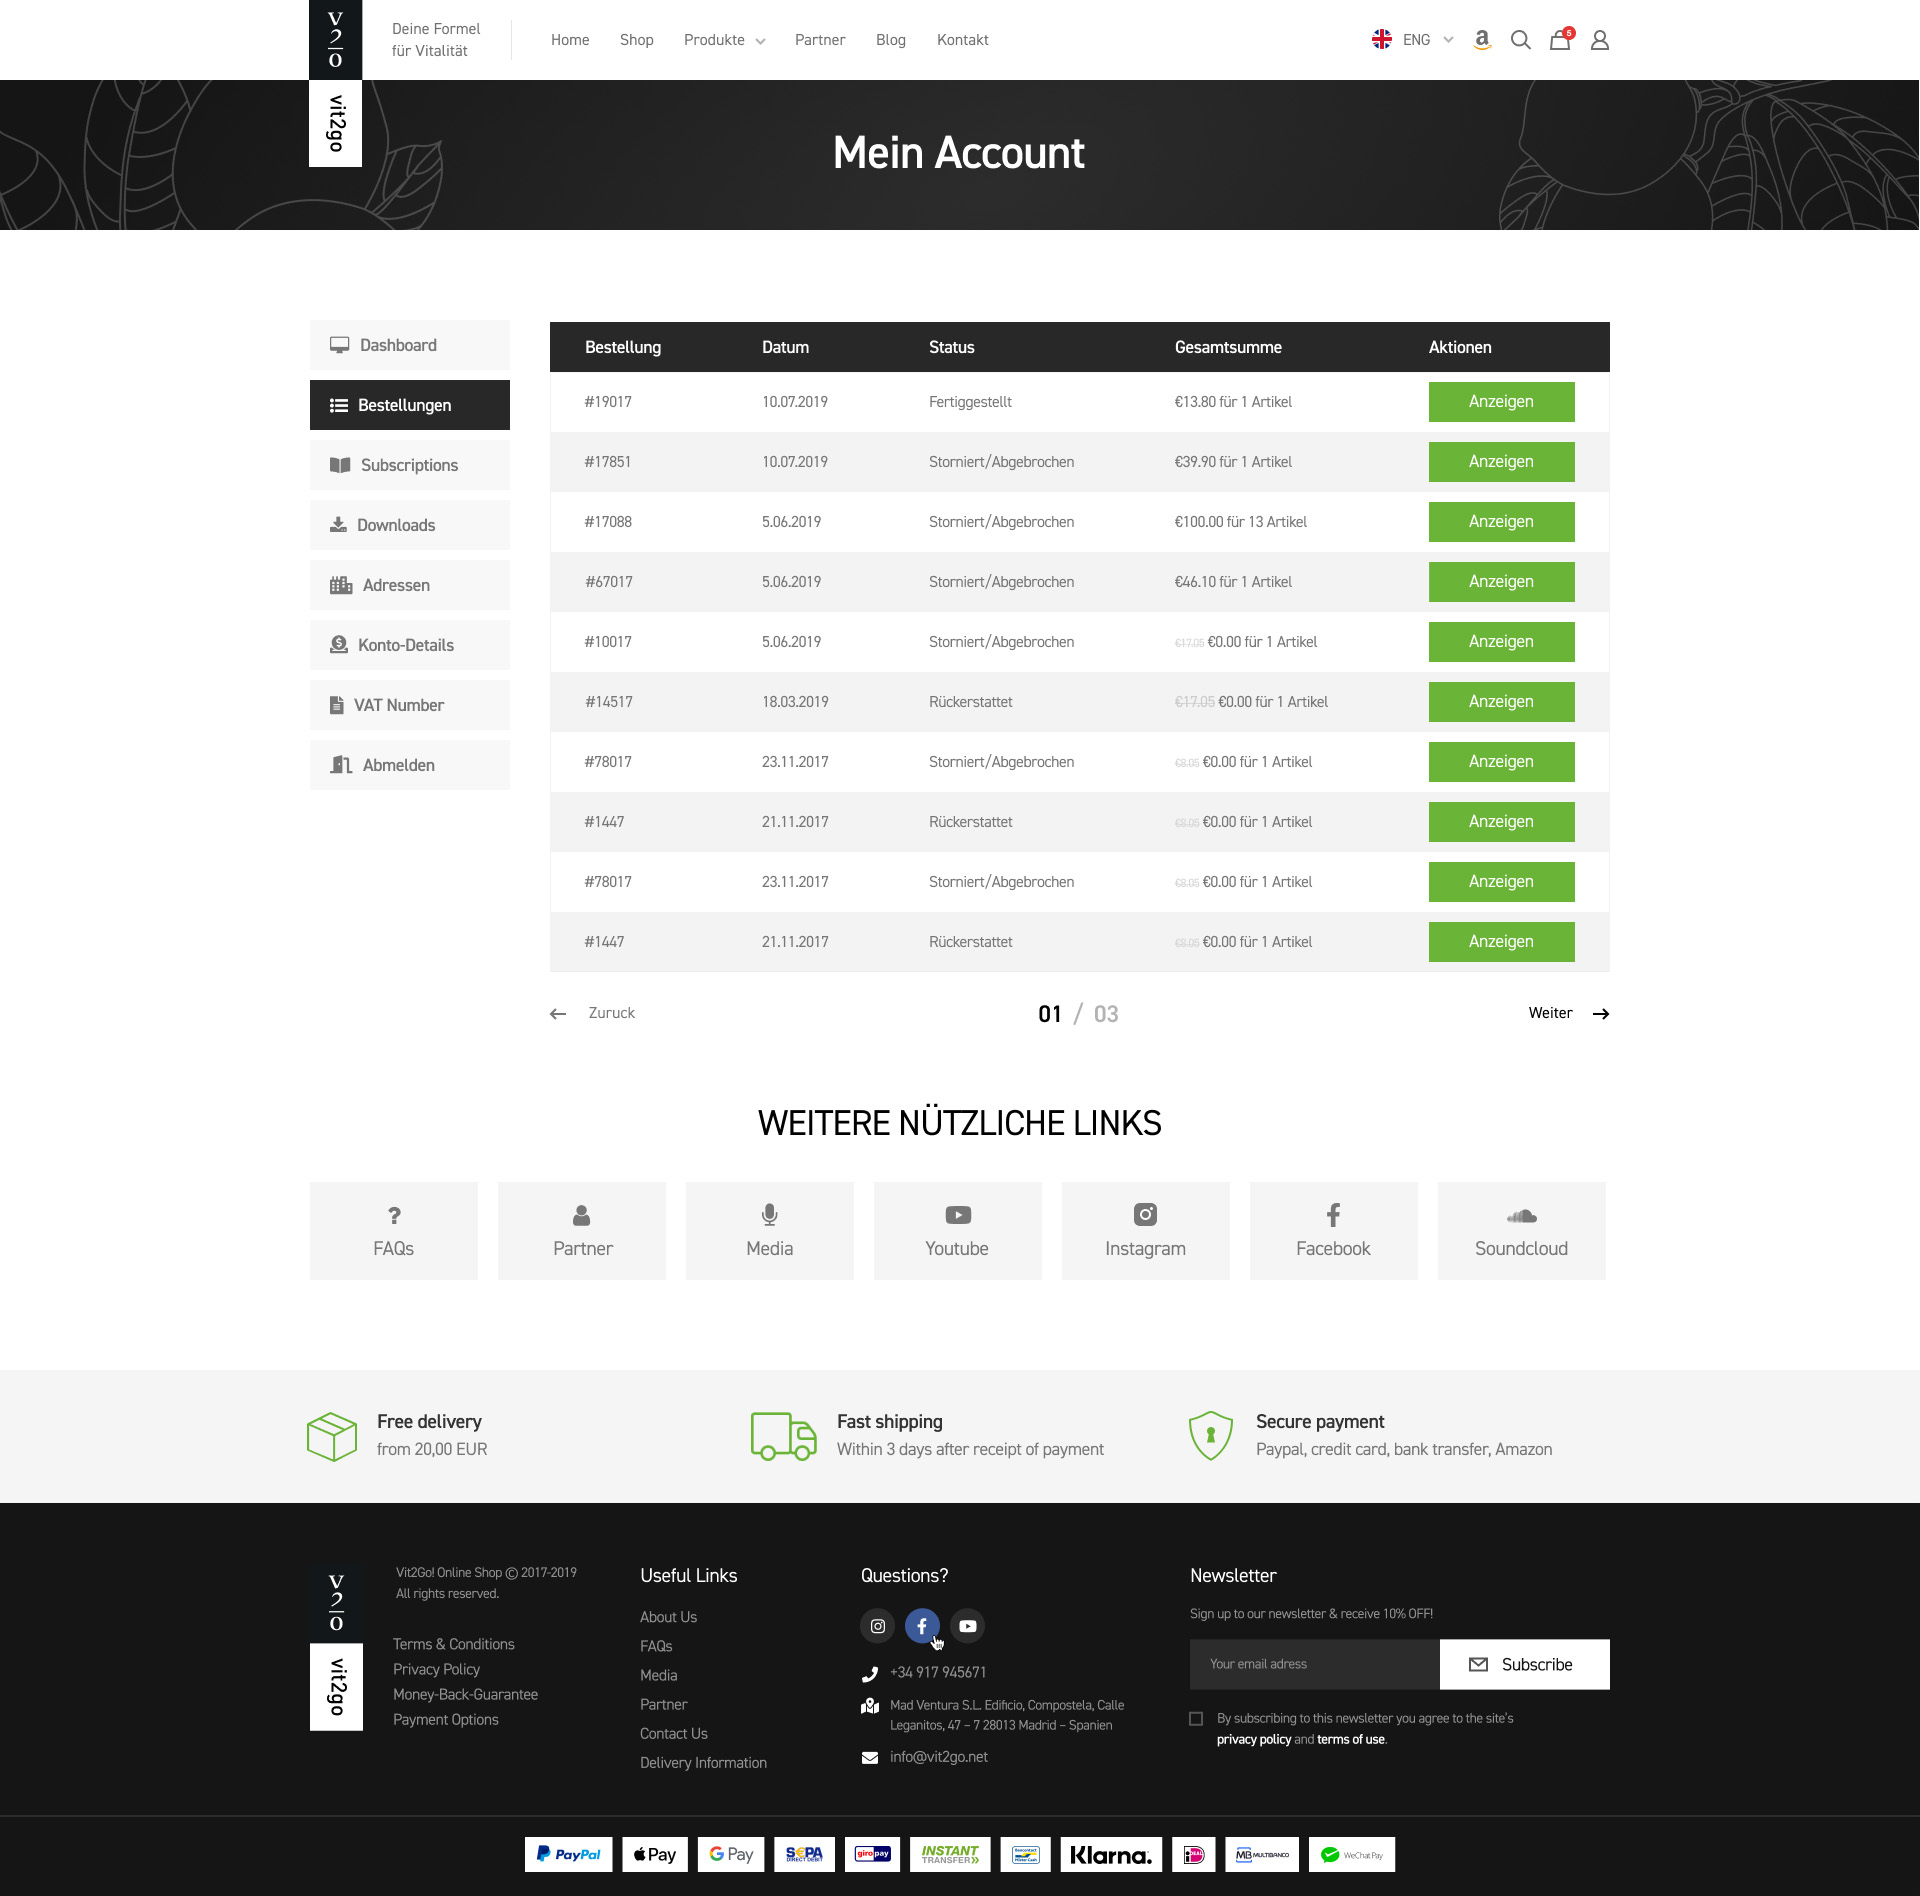 V
2
O
vit2go
Deine Formel
für Vitalität
Home
Shop
Produkte
Partner
Blog
Kontakt
ENG
5
Mein Account
Dashboard
Bestellungen
Subscriptions
Downloads
Adressen
Konto-Details
VAT Number
Abmelden
Bestellung Datum Status Gesamtsumme Aktionen
#19017 10.07.2019 Fertiggestellt €13.80 für 1 Artikel Anzeigen
#17851 10.07.2019 Storniert/Abgebrochen €39.90 für 1 Artikel Anzeigen
#17088 5.06.2019 Storniert/Abgebrochen €100.00 für 13 Artikel Anzeigen
#67017 5.06.2019 Storniert/Abgebrochen €46.10 für 1 Artikel Anzeigen
#10017 5.06.2019 Storniert/Abgebrochen €17.05 €0.00 für 1 Artikel Anzeigen
#14517 18.03.2019 Rückerstattet €17.05 €0.00 für 1 Artikel Anzeigen
#78017 23.11.2017 Storniert/Abgebrochen €8.05 €0.00 für 1 Artikel Anzeigen
#1447 21.11.2017 Rückerstattet €8.05 €0.00 für 1 Artikel Anzeigen
#78017 23.11.2017 Storniert/Abgebrochen €8.05 €0.00 für 1 Artikel Anzeigen
#1447 21.11.2017 Rückerstattet €8.05 €0.00 für 1 Artikel Anzeigen
Zuruck
01 / 03
Weiter
WEITERE NÜTZLICHE LINKS
FAQs
Partner
Media
Youtube
Instagram
Facebook
Soundcloud
Free delivery
from 20,00 EUR
Fast shipping
Within 3 days after receipt of payment
Secure payment
Paypal, credit card, bank transfer, Amazon
V
2
O
vit2go
Vit2Go! Online Shop © 2017-2019
All rights reserved.
Terms & Conditions
Privacy Policy
Money-Back-Guarantee
Payment Options
Useful Links
About Us
FAQs
Media
Partner
Contact Us
Delivery Information
Questions?
+34 917 945671
Mad Ventura S.L. Edificio, Compostela, Calle
Leganitos, 47 – 7 28013 Madrid – Spanien
info@vit2go.net
Newsletter
Sign up to our newsletter & receive 10% OFF!
Your email adress
Subscribe
By subscribing to this newsletter you agree to the site's
privacy policy and terms of use.
PayPal
Pay
G Pay
SEPA
DIRECT DEBIT
giropay
INSTANT
TRANSFER
Bancontact
Mister Cash
Klarna.
iDEAL
MB MULTIBANCO
WeChat Pay